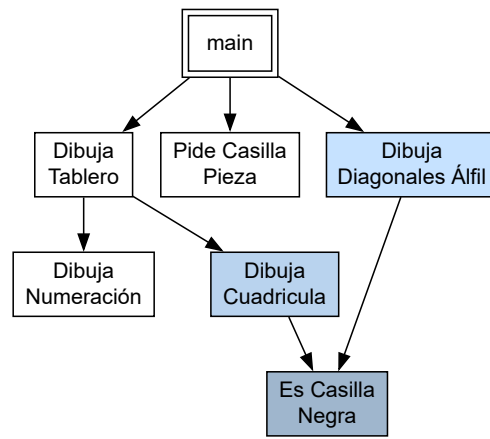 main
Dibuja
Tablero
Pide Casilla
Pieza
Dibuja
Diagonales Álfil
Dibuja
Numeración
Dibuja
Cuadricula
Es Casilla
Negra